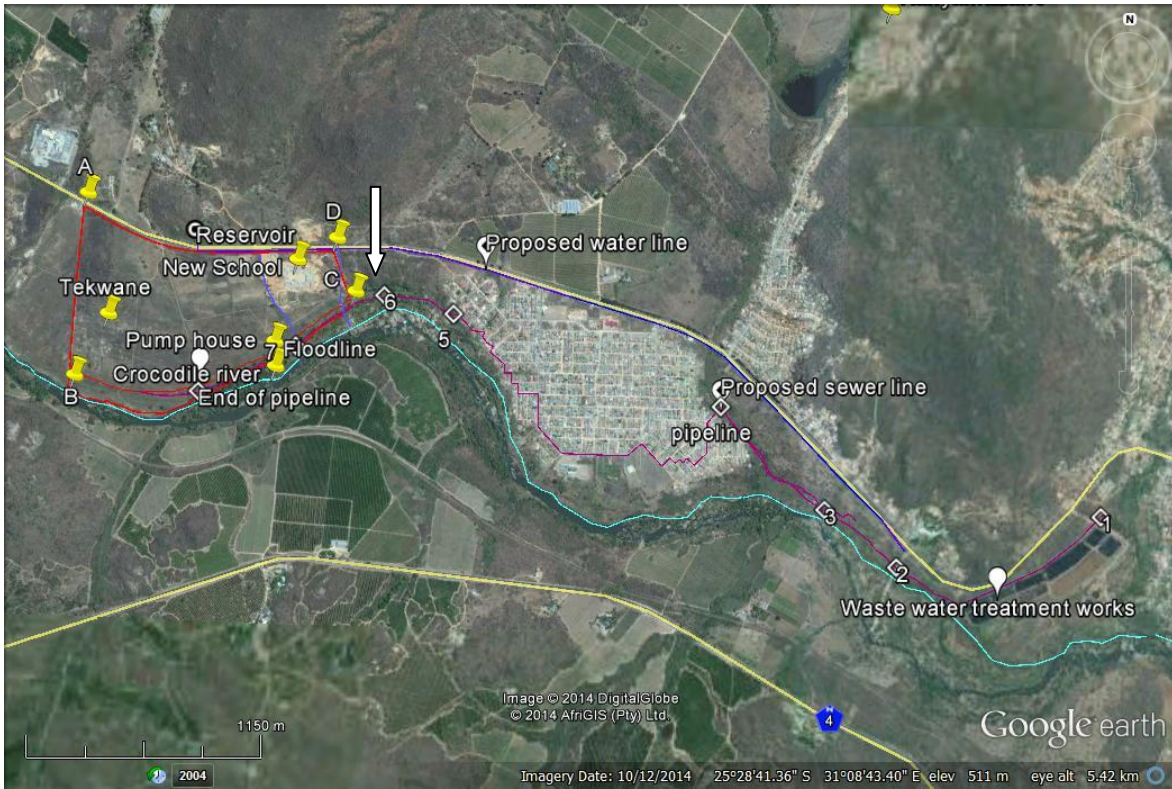 N
A
D
Reservoir
Proposed water line
New School
C
Tekwane
6
5
Pump house
7 Floodline
Crocodile river
B
End of pipeline
Proposed sewer line
pipeline
3
1
2
Waste water treatment works
Image © 2014 DigitalGlobe
© 2014 AfriGIS (Pty) Ltd.
4
Google earth
1150 m
2004
Imagery Date: 10/12/2014 25°28'41.36" S 31°08'43.40" E elev 511 m eye alt 5.42 km